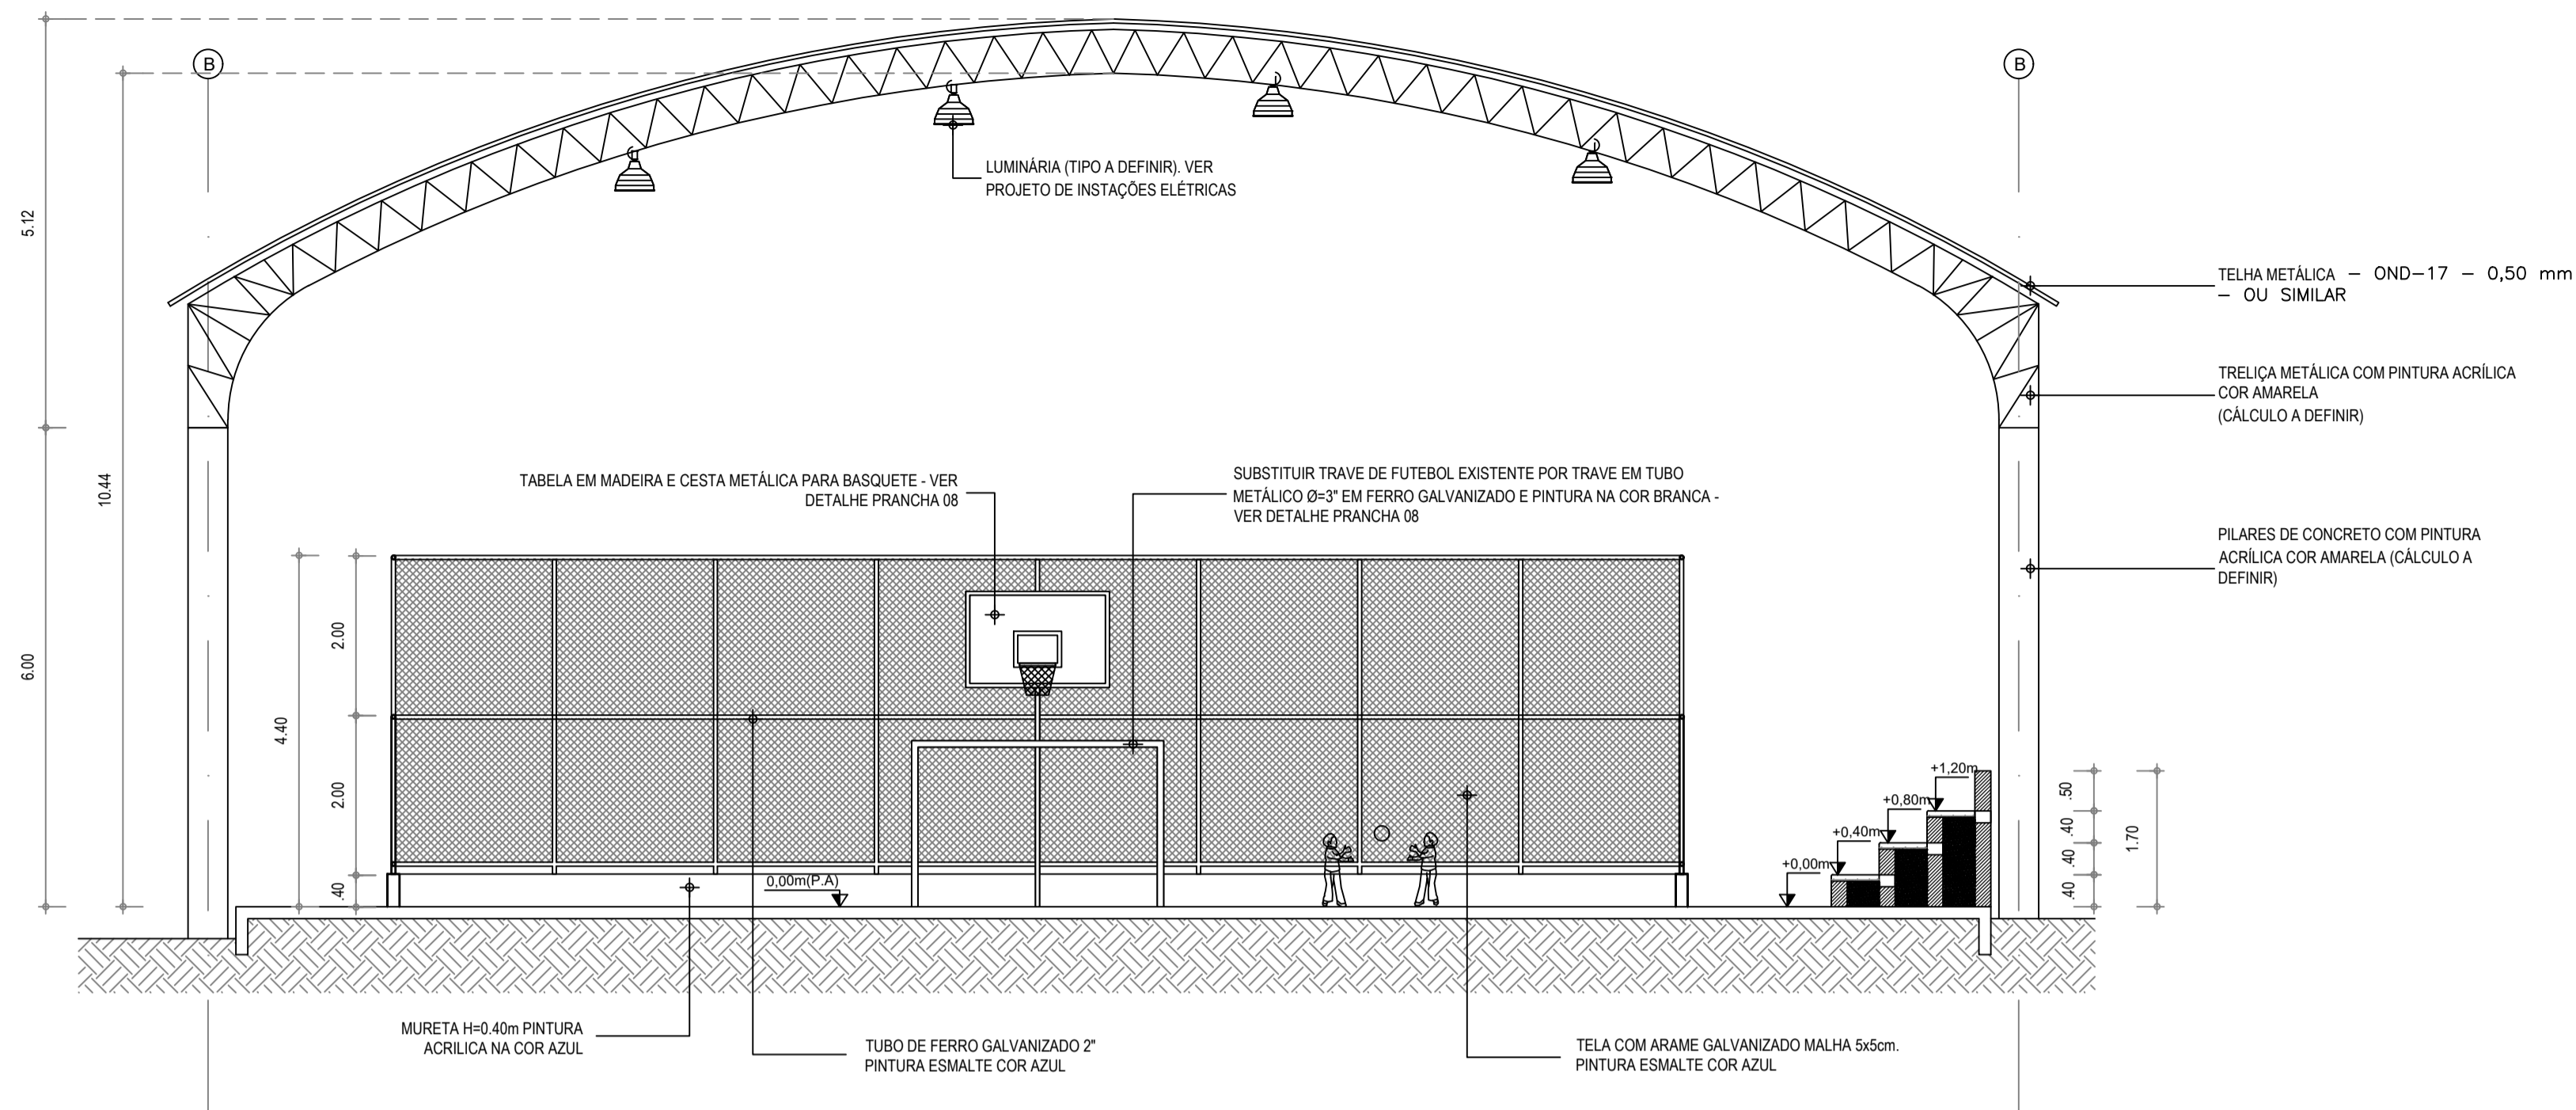 B
B
5.12
10.44
6.00
LUMINÁRIA (TIPO A DEFINIR). VER
PROJETO DE INSTAÇÕES ELÉTRICAS
TELHA METÁLICA - OND-17 - 0,50 mm
- OU SIMILAR
TRELIÇA METÁLICA COM PINTURA ACRÍLICA
COR AMARELA
(CÁLCULO A DEFINIR)
TABELA EM MADEIRA E CESTA METÁLICA PARA BASQUETE - VER
DETALHE PRANCHA 08
SUBSTITUIR TRAVE DE FUTEBOL EXISTENTE POR TRAVE EM TUBO
METÁLICO Ø=3" EM FERRO GALVANIZADO E PINTURA NA COR BRANCA -
VER DETALHE PRANCHA 08
PILARES DE CONCRETO COM PINTURA
ACRÍLICA COR AMARELA (CÁLCULO A
DEFINIR)
4.40
2.00
2.00
.40
0,00m(P.A)
+0,00m
+0,40m
+0,80m
+1,20m
.50
.40
.40
.40
1.70
MURETA H=0.40m PINTURA
ACRILICA NA COR AZUL
TUBO DE FERRO GALVANIZADO 2"
PINTURA ESMALTE COR AZUL
TELA COM ARAME GALVANIZADO MALHA 5x5cm.
PINTURA ESMALTE COR AZUL